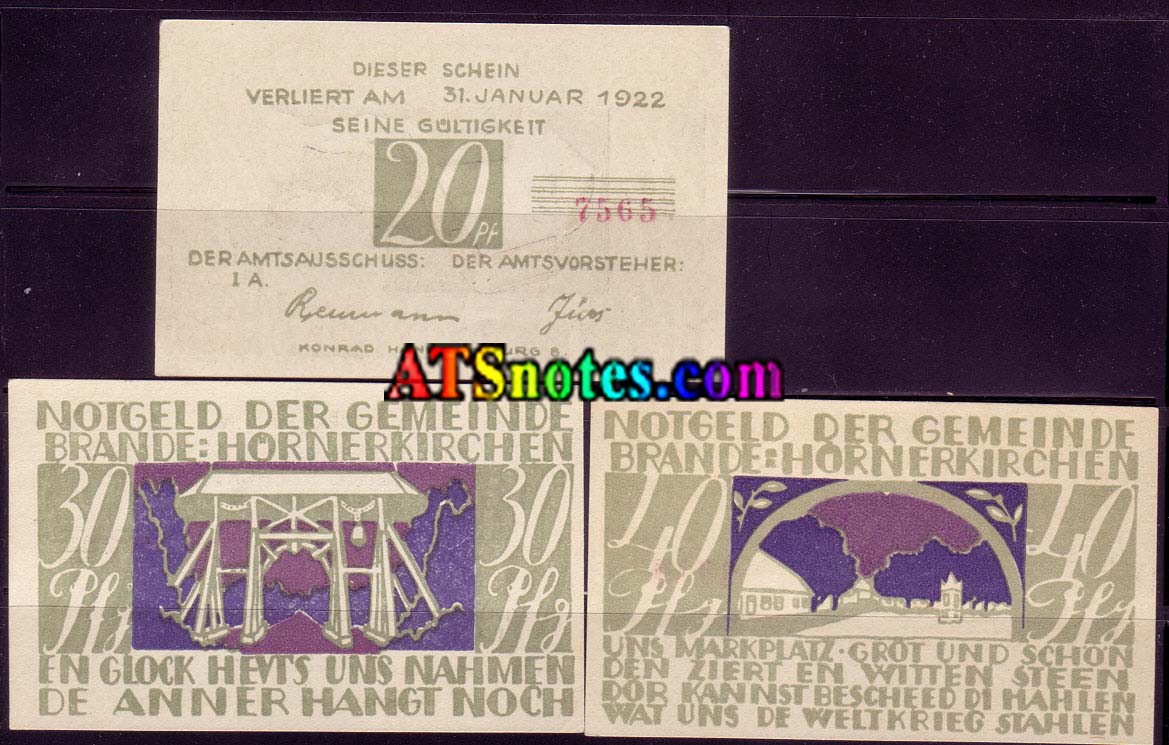 DIESER SCHEIN
VERLIERT AM 31. JANUAR 1922
SEINE GÜLTIGKEIT
20 Pf
7565
DER AMTSAUSSCHUSS: DER AMTSVORSTEHER:
I A.
KONRAD
ATSnotes.com
NOTGELD DER GEMEINDE
BRANDE:HÖRNERKIRCHEN
30 30
Pfg Pfg
EN GLOCK HEVT'S UNS NAHMEN
DE ANNER HANGT NOCH
NOTGELD DER GEMEINDE
BRANDE:HÖRNERKIRCHEN
40 40
Pfg Pfg
UNS MARKPLATZ·GRÖT UND SCHÖN
DEN ZIERT EN WITTEN STEEN
DÖR KANNST BESCHEED DI HAHLEN
WAT UNS DE WELTKRIEG STAHLEN